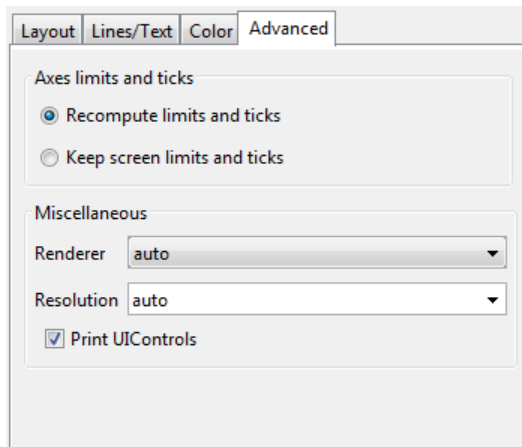 Layout Lines/Text Color Advanced
Axes limits and ticks
Recompute limits and ticks
Keep screen limits and ticks
Miscellaneous
Renderer auto
Resolution auto
Print UIControls